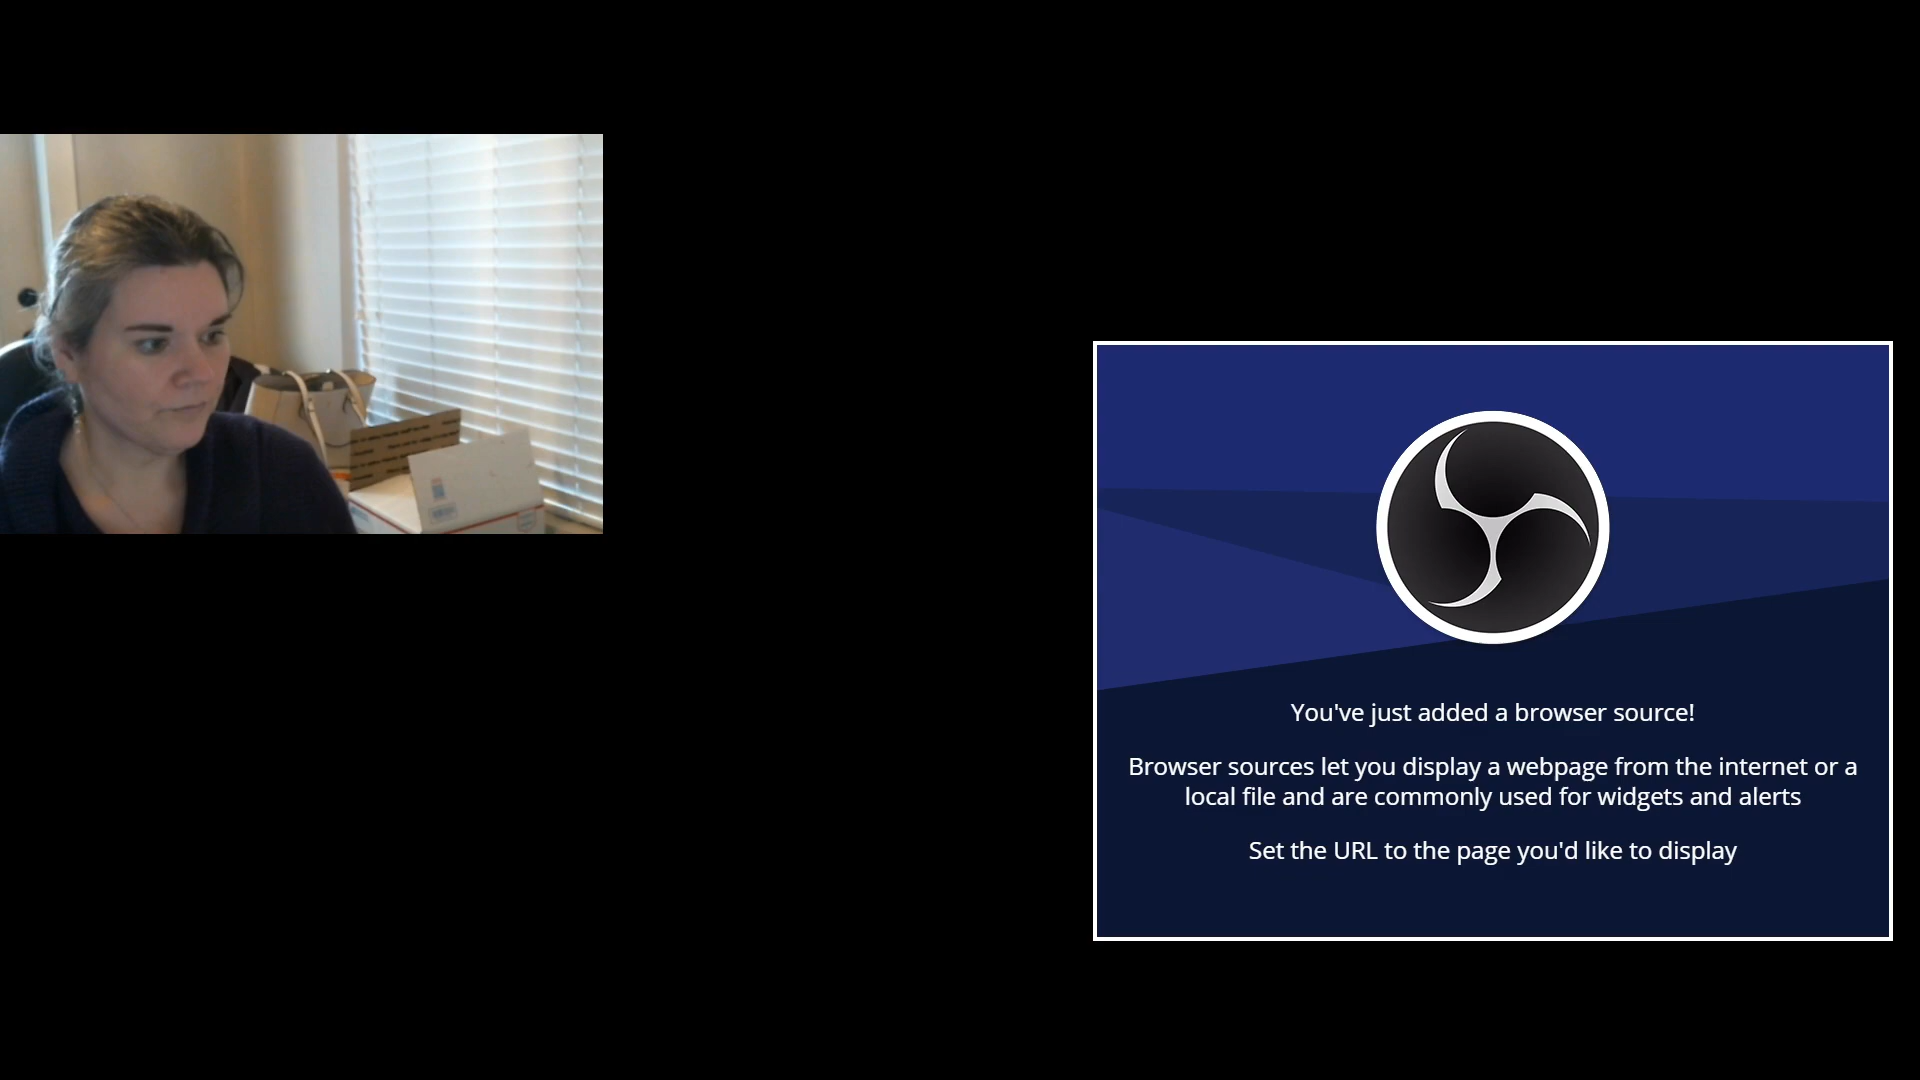 You've just added a browser source!
Browser sources let you display a webpage from the internet or a
local file and are commonly used for widgets and alerts
Set the URL to the page you'd like to display